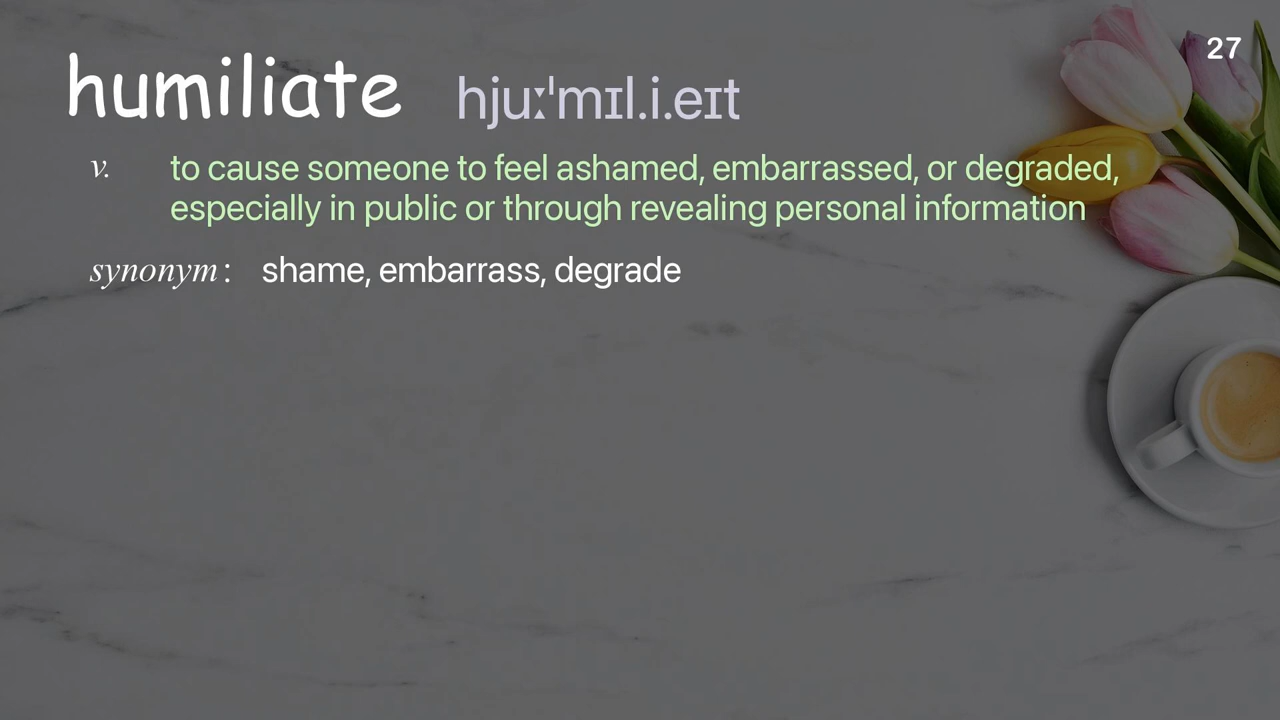 27
humiliate hjuːˈmɪl.i.eɪt
v. to cause someone to feel ashamed, embarrassed, or degraded,
especially in public or through revealing personal information
synonym: shame, embarrass, degrade